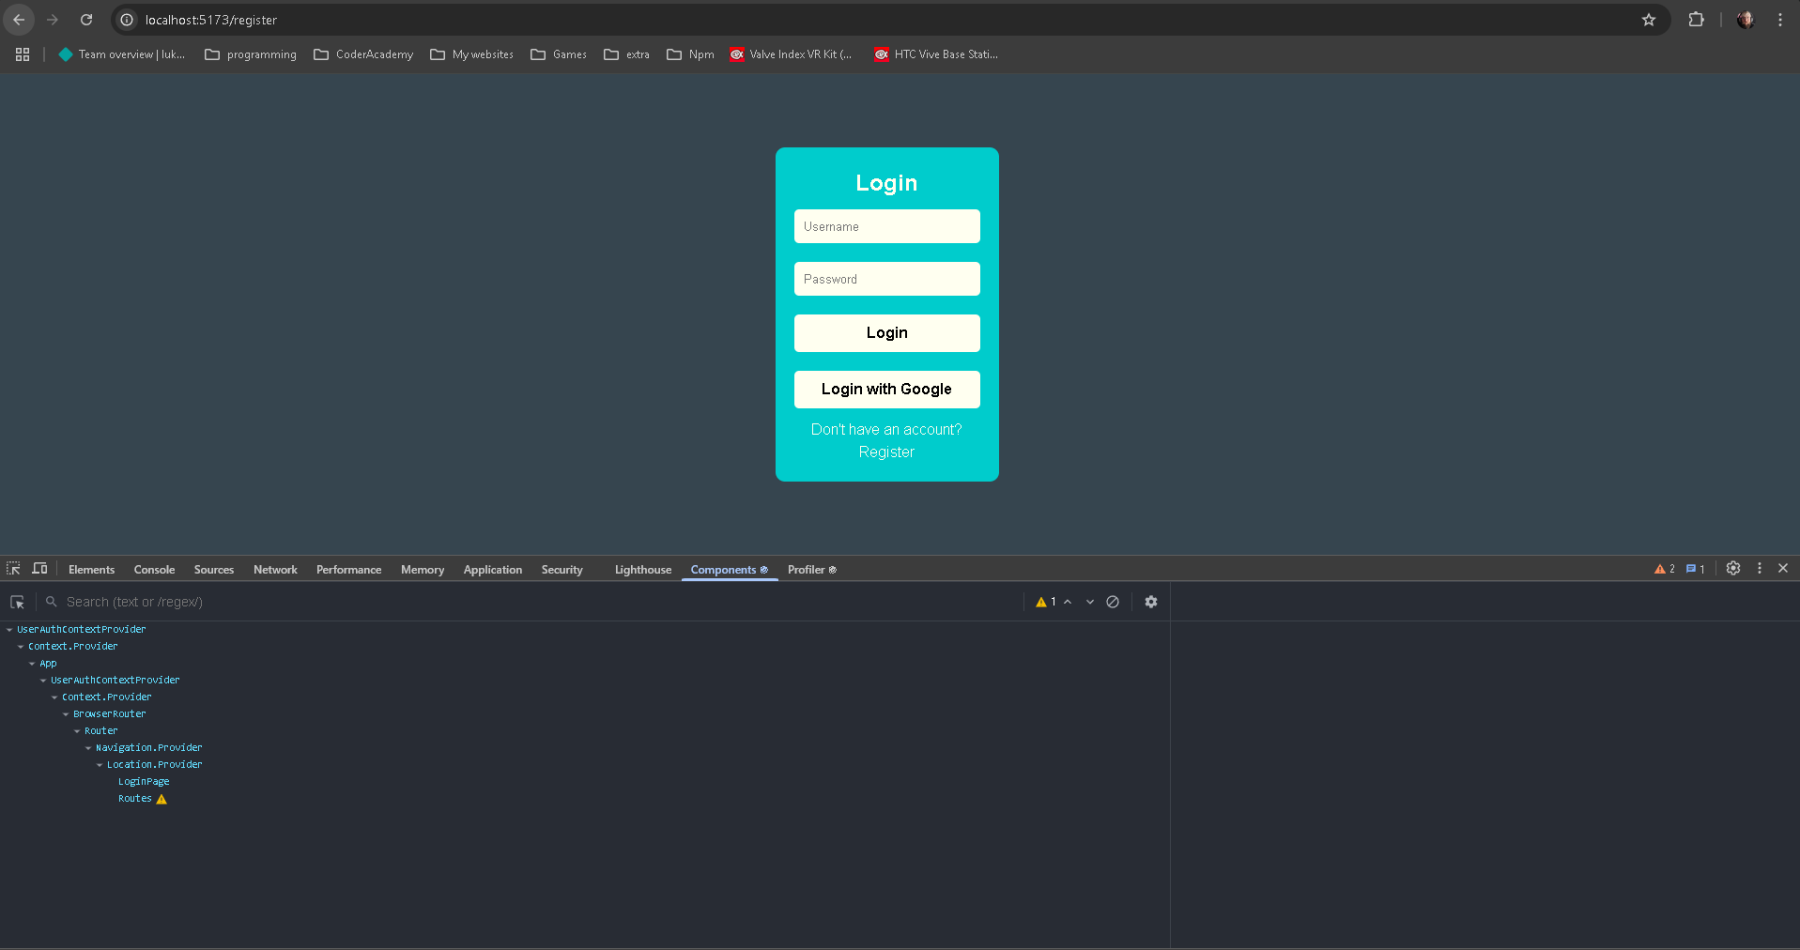 localhost:5173/register
Team overview | luk... programming CoderAcademy My websites Games extra Npm Valve Index VR Kit (... HTC Vive Base Stati...
Login
Username
Password
Login
Login with Google
Don't have an account?
Register
Elements Console Sources Network Performance Memory Application Security Lighthouse Components Profiler 2 1
Search (text or /regex/) 1
UserAuthContextProvider
Context.Provider
App
UserAuthContextProvider
Context.Provider
BrowserRouter
Router
Navigation.Provider
Location.Provider
LoginPage
Routes